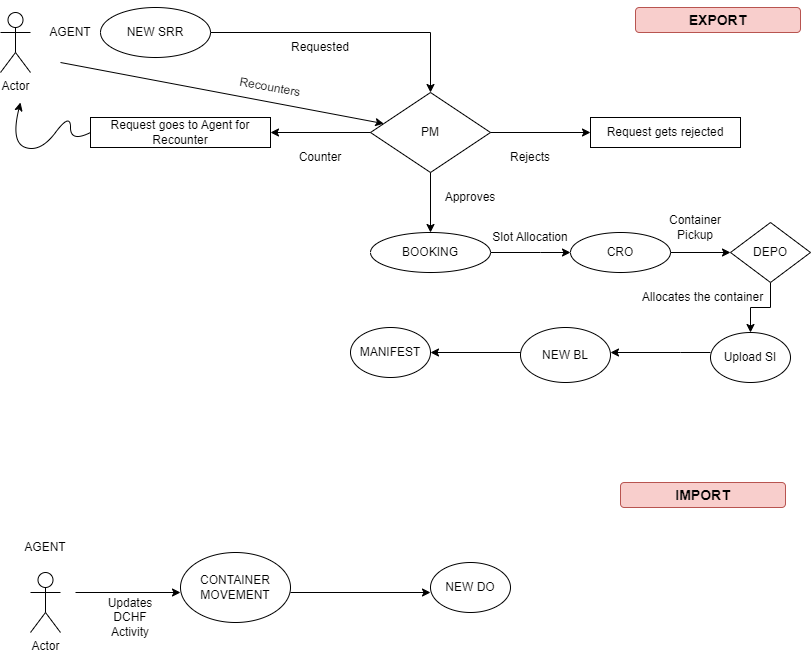 EXPORT
AGENT
NEW SRR
Requested
Actor
Recounters
Request goes to Agent for
Recounter
Counter
PM
Rejects
Request gets rejected
Approves
BOOKING
Slot Allocation
CRO
Container
Pickup
DEPO
Allocates the container
MANIFEST
NEW BL
Upload SI
IMPORT
AGENT
Actor
Updates
DCHF
Activity
CONTAINER
MOVEMENT
NEW DO